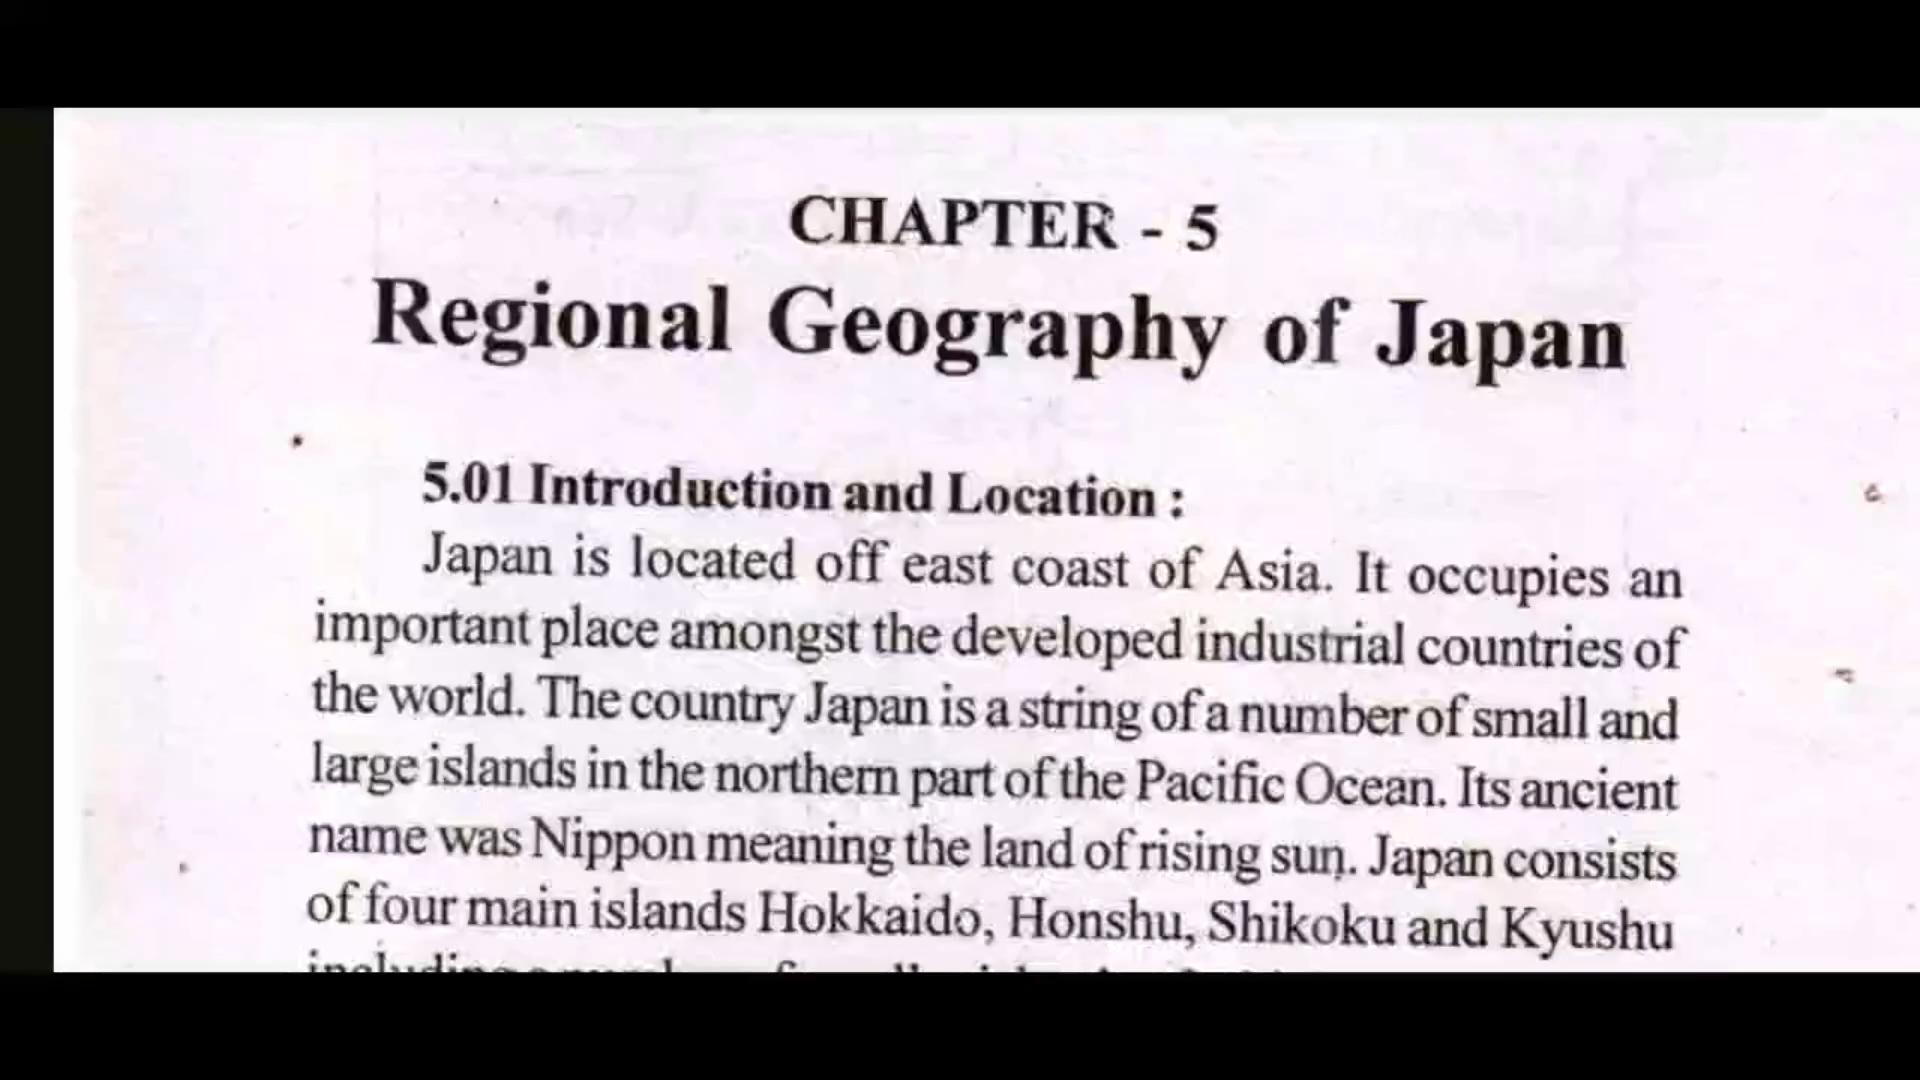 CHAPTER - 5
Regional Geography of Japan
5.01 Introduction and Location :
Japan is located off east coast of Asia. It occupies an
important place amongst the developed industrial countries of
the world. The country Japan is a string of a number of small and
large islands in the northern part of the Pacific Ocean. Its ancient
name was Nippon meaning the land of rising sun. Japan consists
of four main islands Hokkaido, Honshu, Shikoku and Kyushu
including a number of